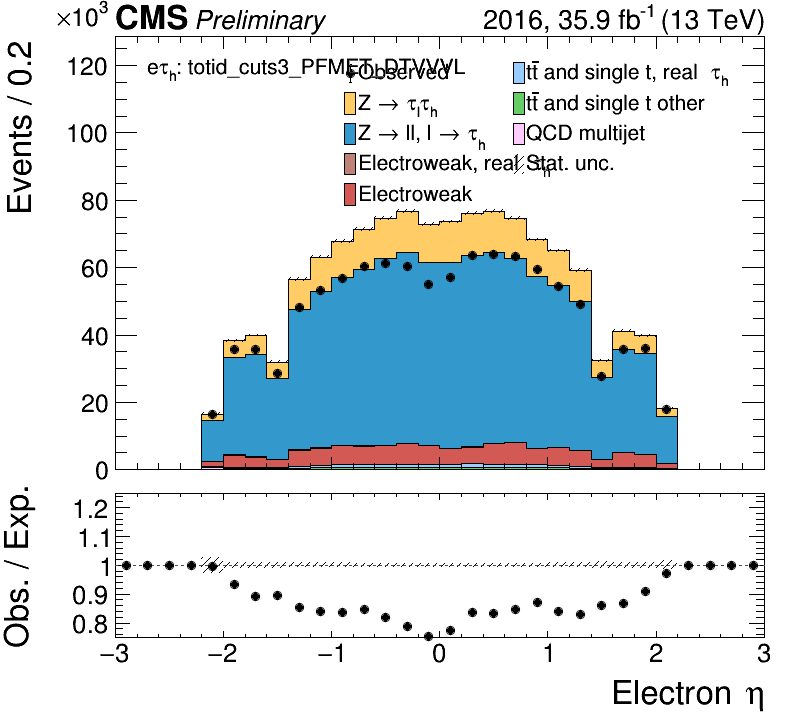 ×10³ CMS Preliminary 2016, 35.9 fb⁻¹ (13 TeV)
eτh: totid_cuts3_PFMET_DTVVVL
Observed
Z → τlτh
Z → ll, l → τh
Electroweak, real τh
Electroweak
tt̄ and single t, real τh
tt̄ and single t other
QCD multijet
Stat. unc.
Events / 0.2
120
100
80
60
40
20
0
Obs. / Exp.
1.2
1.1
1
0.9
0.8
−3 −2 −1 0 1 2 3
Electron η